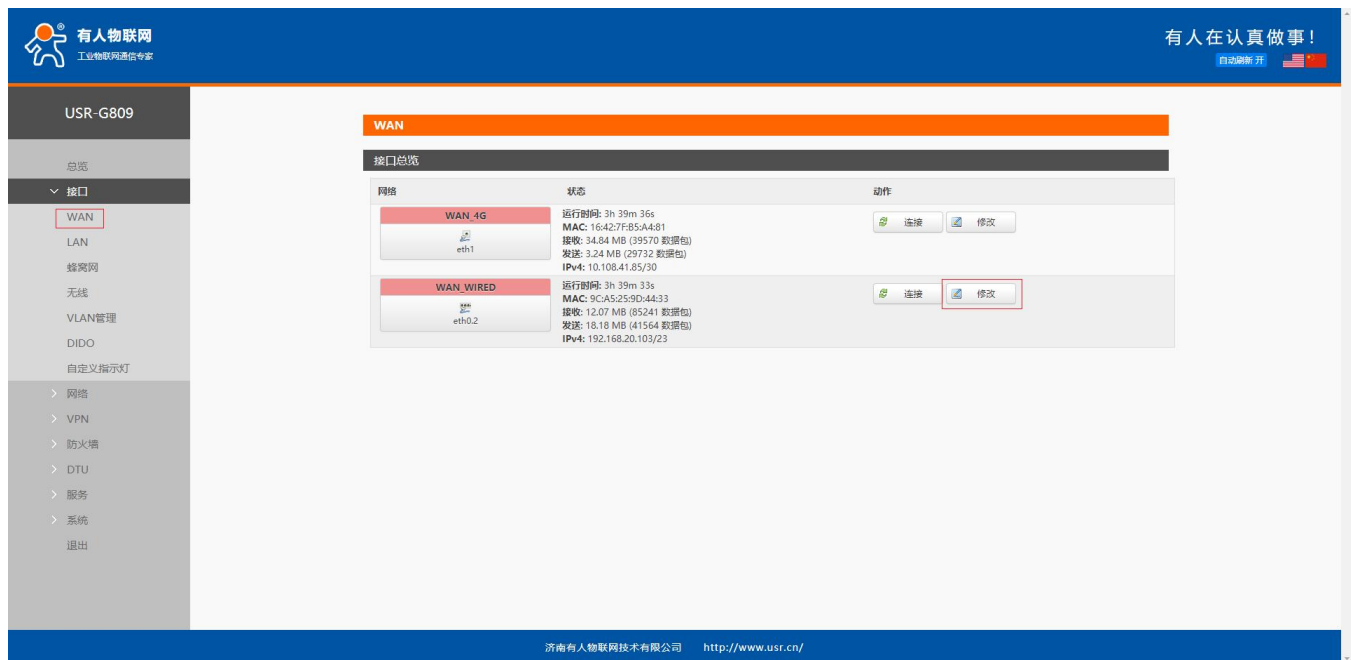 有人物联网
工业物联网通信专家
有人在认真做事！
自动刷新 开
USR-G809
总览
接口
WAN
LAN
蜂窝网
无线
VLAN管理
DIDO
自定义指示灯
网络
VPN
防火墙
DTU
服务
系统
退出
WAN
接口总览
网络 状态 动作
WAN_4G
eth1
运行时间: 3h 39m 36s
MAC: 16:42:7F:B5:A4:81
接收: 34.84 MB (39570 数据包)
发送: 3.24 MB (29732 数据包)
IPv4: 10.108.41.85/30
连接 修改
WAN_WIRED
eth0.2
运行时间: 3h 39m 33s
MAC: 9C:A5:25:9D:44:33
接收: 12.07 MB (85241 数据包)
发送: 18.18 MB (41564 数据包)
IPv4: 192.168.20.103/23
连接 修改
济南有人物联网技术有限公司 http://www.usr.cn/